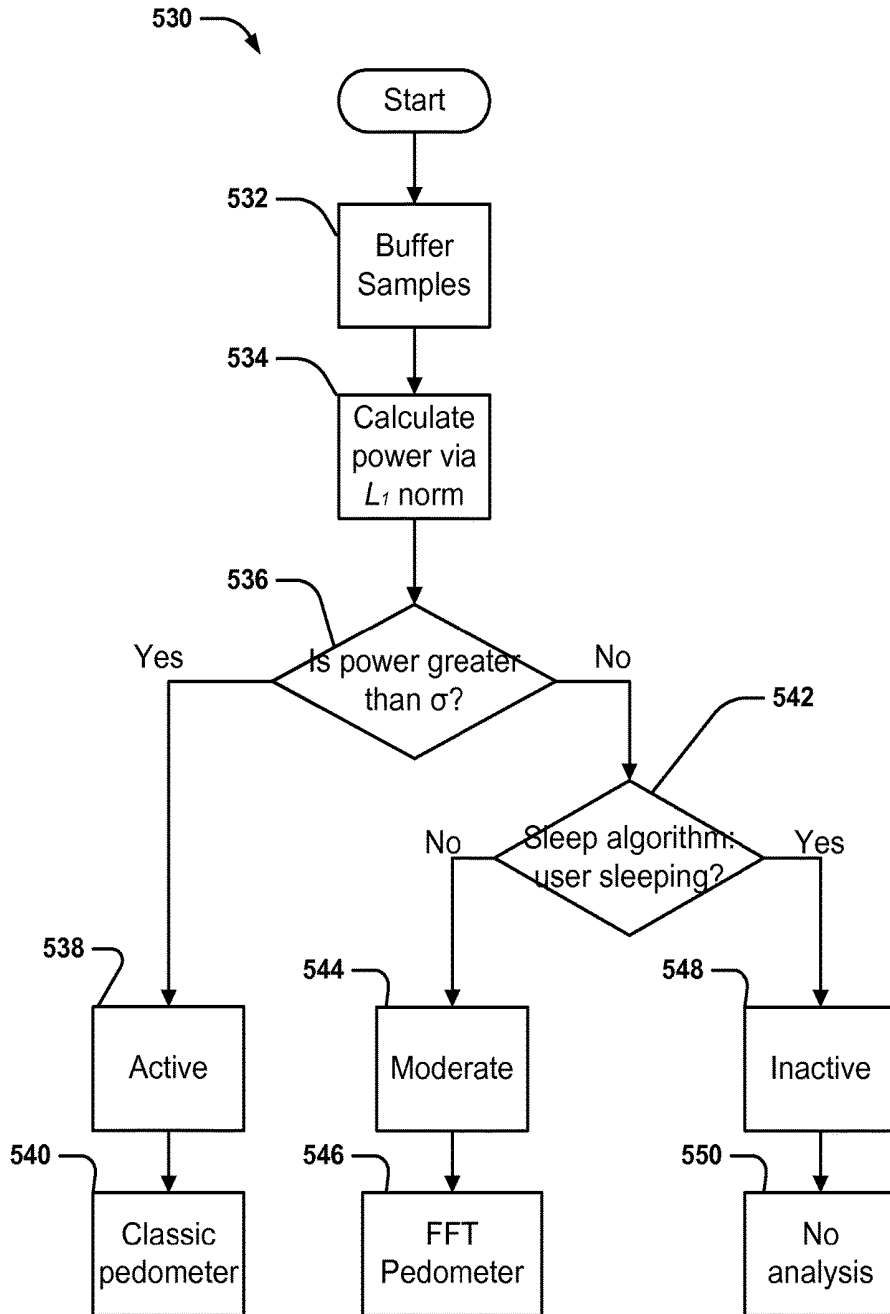 530
Start
532
Buffer
Samples
534
Calculate
power via
L₁ norm
536
Yes
Is power greater
than σ?
No
542
No
Sleep algorithm:
user sleeping?
Yes
538
Active
544
Moderate
548
Inactive
540
Classic
pedometer
546
FFT
Pedometer
550
No
analysis